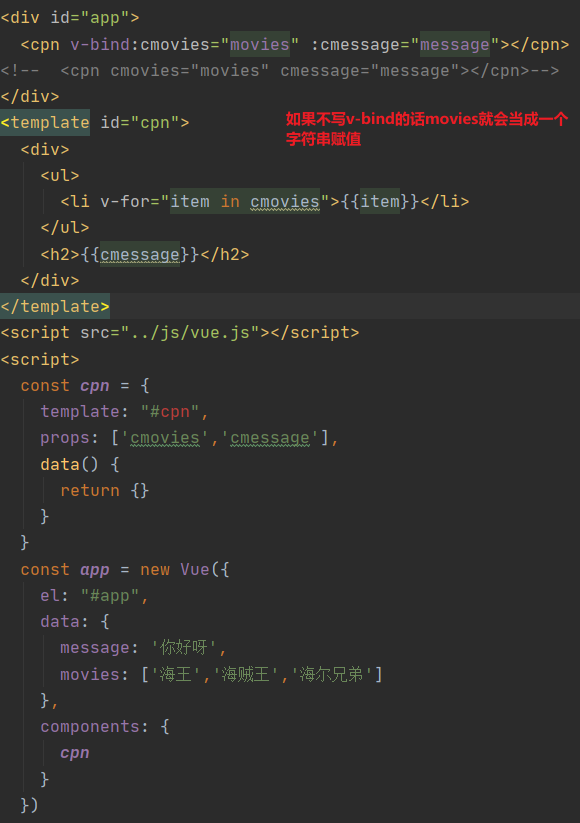 <div id="app">
  <cpn v-bind:cmovies="movies" :cmessage="message"></cpn>
<!--  <cpn cmovies="movies" cmessage="message"></cpn>-->
</div>
<template id="cpn">
如果不写v-bind的话movies就会当成一个
字符串赋值
  <div>
    <ul>
      <li v-for="item in cmovies">{{item}}</li>
    </ul>
    <h2>{{cmessage}}</h2>
  </div>
</template>
<script src="../js/vue.js"></script>
<script>
  const cpn = {
    template: "#cpn",
    props: ['cmovies','cmessage'],
    data() {
      return {}
    }
  }
  const app = new Vue({
    el: "#app",
    data: {
      message: '你好呀',
      movies: ['海王','海贼王','海尔兄弟']
    },
    components: {
      cpn
    }
  })